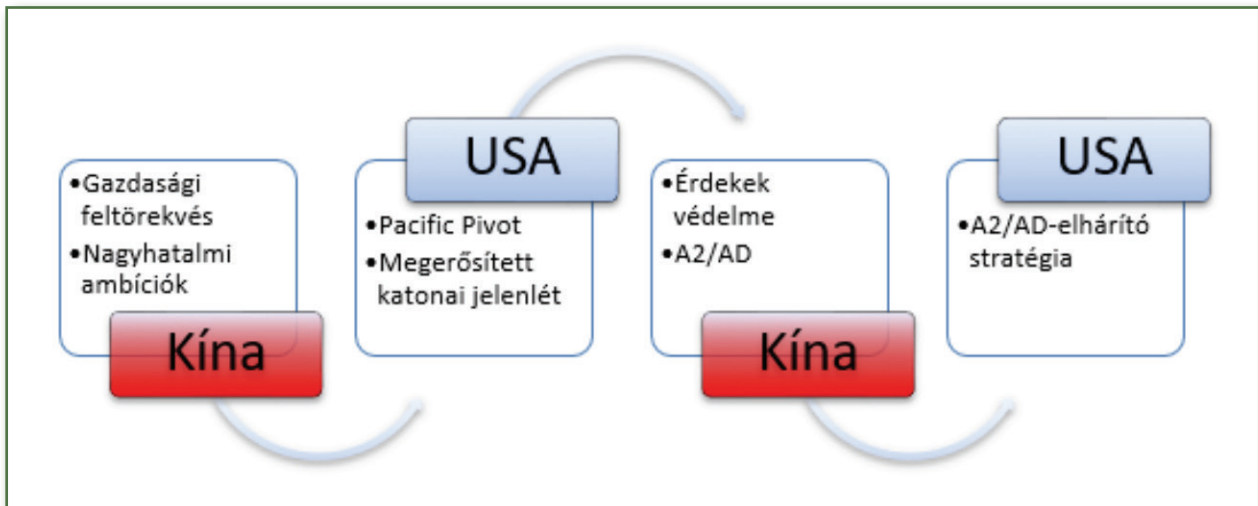 •Gazdasági
feltörekvés
•Nagyhatalmi
ambíciók
Kína
USA
•Pacific Pivot
•Megerősített
katonai jelenlét
•Érdekek
védelme
•A2/AD
Kína
USA
•A2/AD-elhárító
stratégia